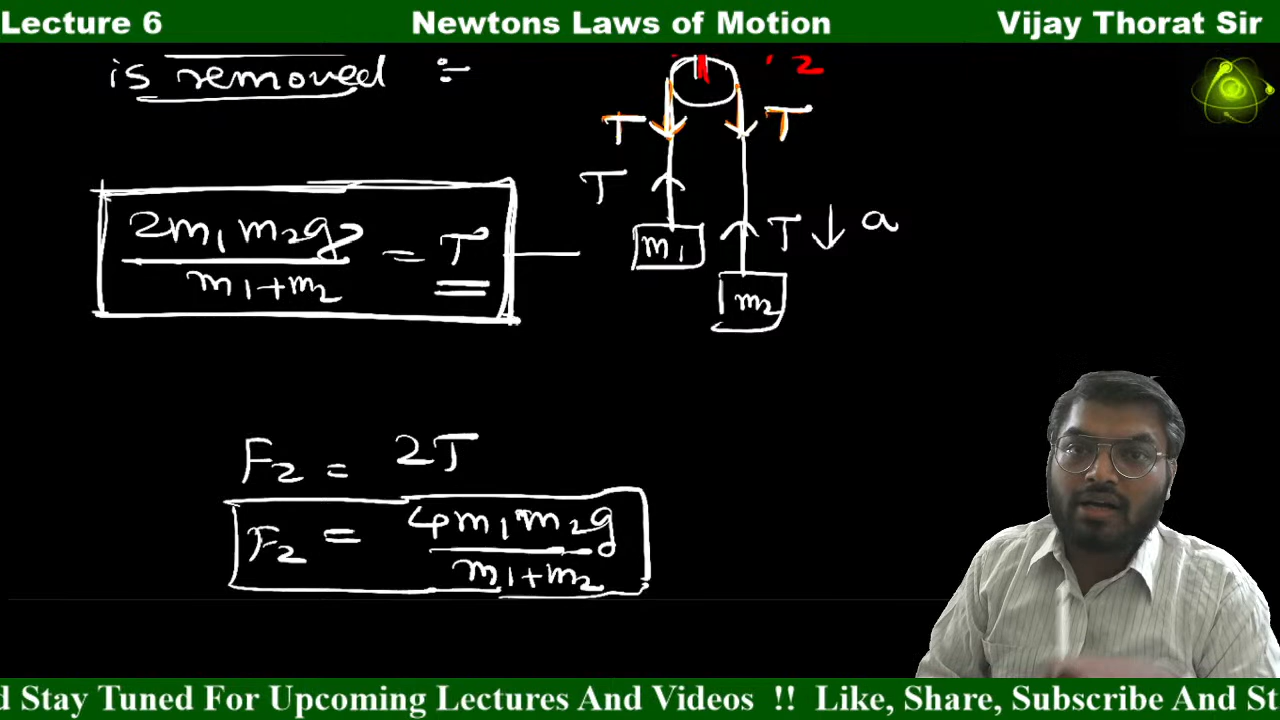 Lecture 6 Newtons Laws of Motion Vijay Thorat Sir
is removed :-
2
T T
T
2m₁m₂g / m₁+m₂ = T
m₁ T ↓ a
m₂
F₂ = 2T
F₂ = 4m₁m₂g / m₁+m₂
d Stay Tuned For Upcoming Lectures And Videos !! Like, Share, Subscribe And St